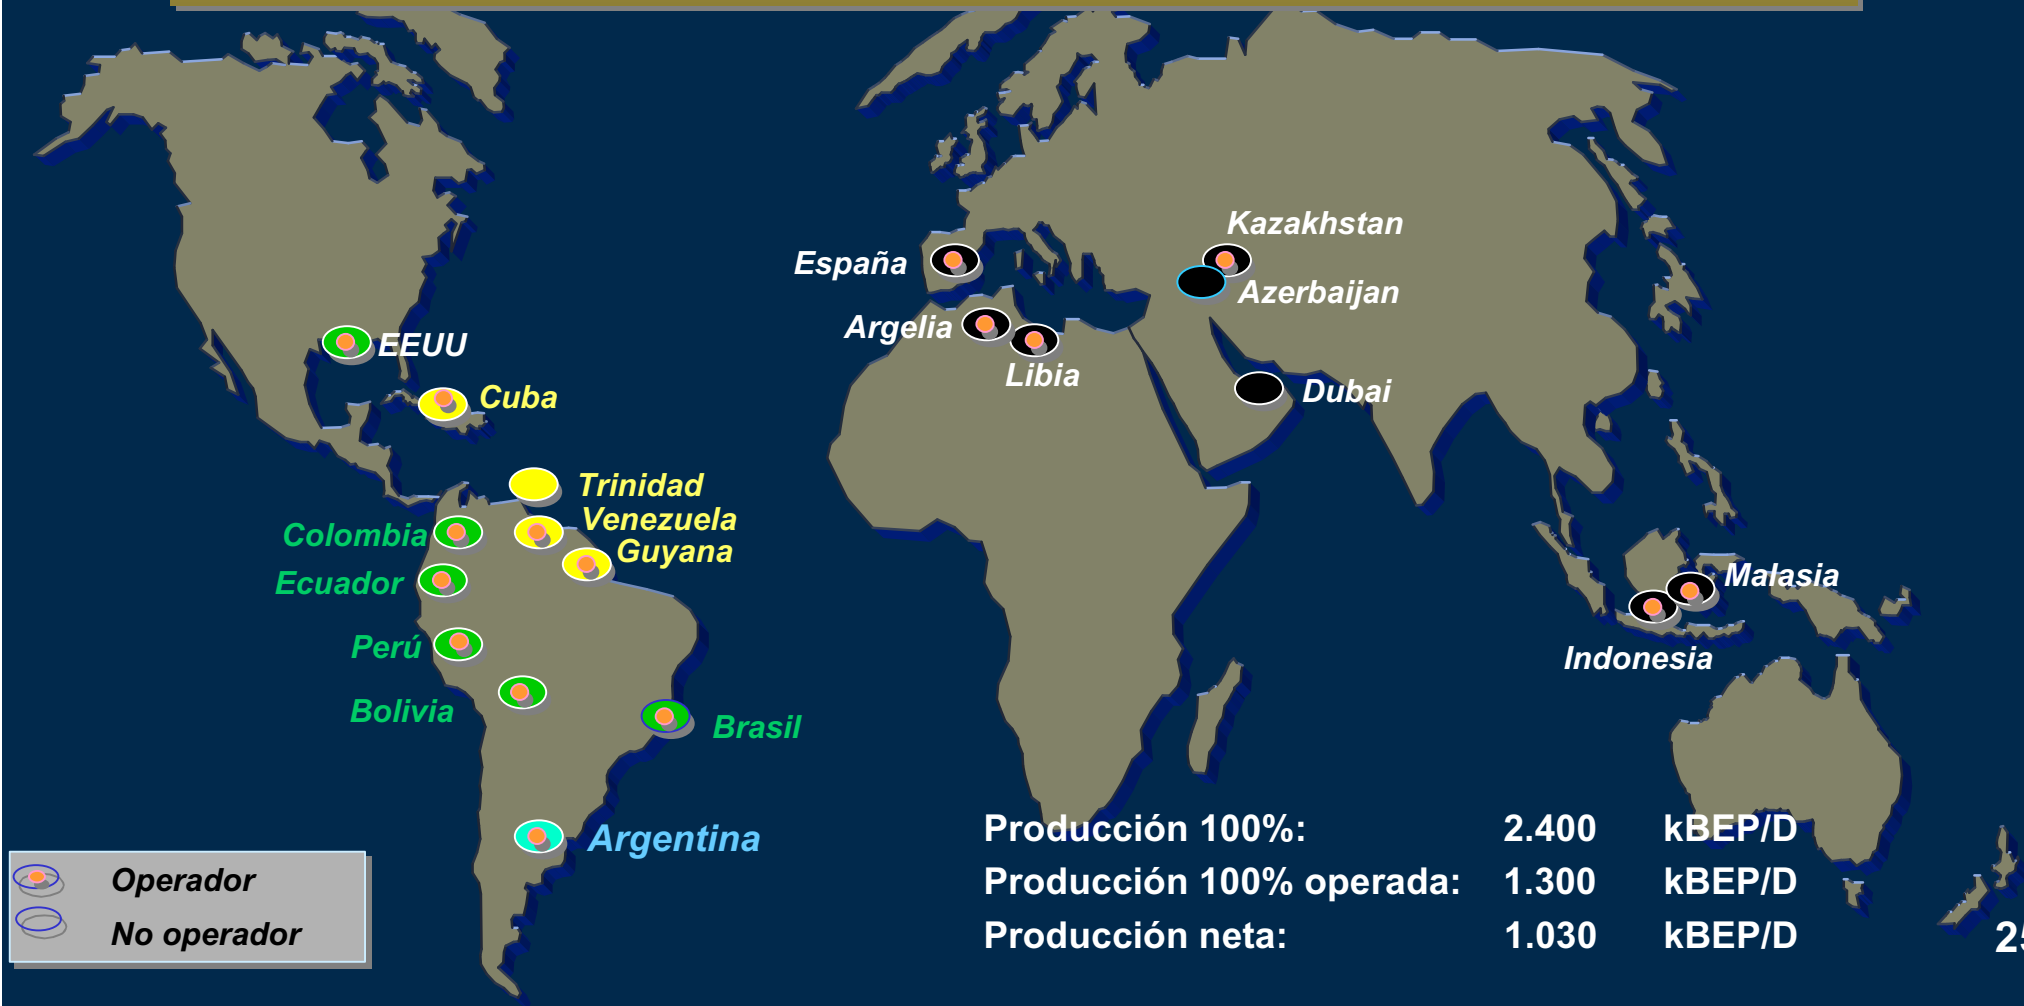 Kazakhstan
España
Azerbaijan
Argelia
EEUU
Libia
Dubai
Cuba
Trinidad
Venezuela
Colombia
Guyana
Ecuador
Malasia
Perú
Indonesia
Bolivia
Brasil
Argentina
Producción 100%: 2.400 kBEP/D
Producción 100% operada: 1.300 kBEP/D
Producción neta: 1.030 kBEP/D
Operador
No operador